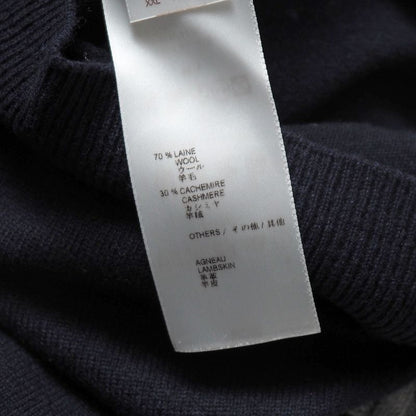 XXL
70 % LAINE
WOOL
ウール
羊毛
30 % CACHEMIRE
CASHMERE
カシミヤ
羊绒
OTHERS / その他 / 其他
AGNEAU
LAMBSKIN
羊革
羊皮